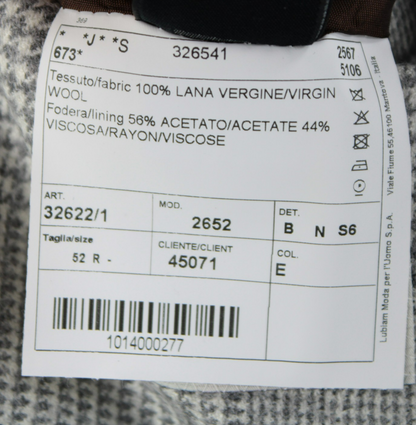 * *J* *S 326541 2567
673* 5106
Tessuto/fabric 100% LANA VERGINE/VIRGIN
WOOL
Fodera/lining 56% ACETATO/ACETATE 44%
VISCOSA/RAYON/VISCOSE
ART.
32622/1
MOD.
2652
DET.
B N S6
Taglia/size
52 R -
CLIENTE/CLIENT
45071
COL.
E
1014000277
Lubiam Moda per l'Uomo S.p.A. Viale Fiume 55,46100 Mantova Italia